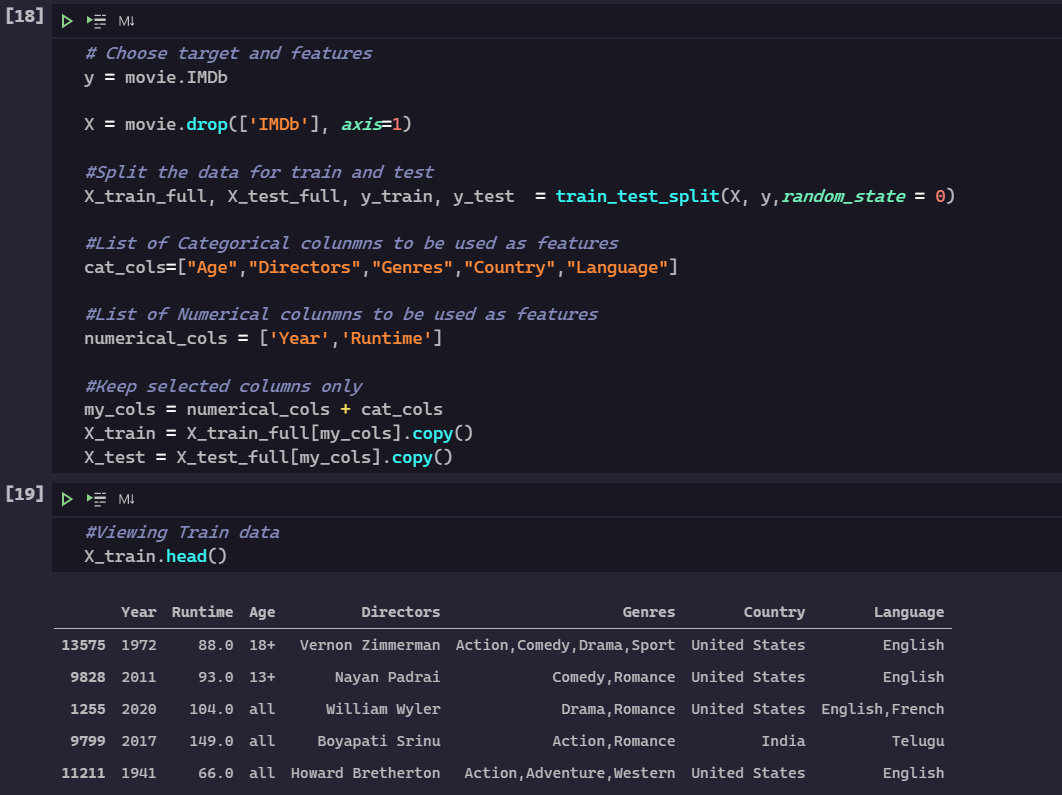 [18]
M↓
# Choose target and features
y = movie.IMDb
X = movie.drop(['IMDb'], axis=1)
#Split the data for train and test
X_train_full, X_test_full, y_train, y_test  = train_test_split(X, y,random_state = 0)
#List of Categorical colunmns to be used as features
cat_cols=["Age","Directors","Genres","Country","Language"]
#List of Numerical colunmns to be used as features
numerical_cols = ['Year','Runtime']
#Keep selected columns only
my_cols = numerical_cols + cat_cols
X_train = X_train_full[my_cols].copy()
X_test = X_test_full[my_cols].copy()
[19]
M↓
#Viewing Train data
X_train.head()
Year Runtime Age Directors Genres Country Language
13575 1972 88.0 18+ Vernon Zimmerman Action,Comedy,Drama,Sport United States English
9828 2011 93.0 13+ Nayan Padrai Comedy,Romance United States English
1255 2020 104.0 all William Wyler Drama,Romance United States English,French
9799 2017 149.0 all Boyapati Srinu Action,Romance India Telugu
11211 1941 66.0 all Howard Bretherton Action,Adventure,Western United States English